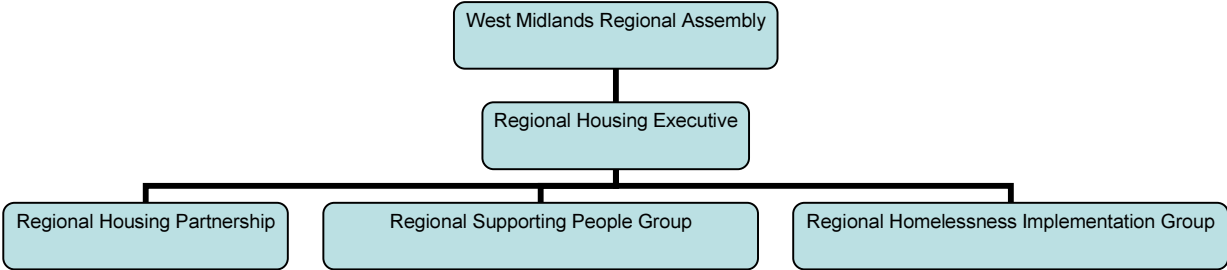 West Midlands Regional Assembly
Regional Housing Executive
Regional Housing Partnership
Regional Supporting People Group
Regional Homelessness Implementation Group